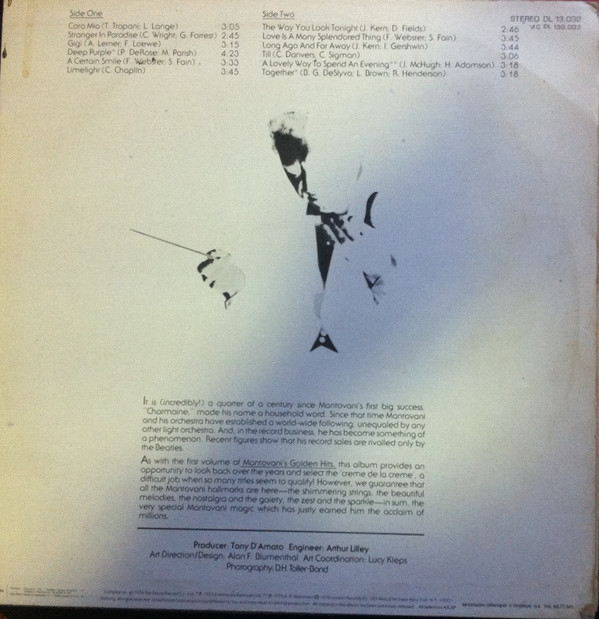 Side One
Cara Mia (T. Trapani; L. Lange) 3:05
Stranger In Paradise (C. Wright; G. Forrest) 2:45
Gigi (A. Lerner; F. Loewe) 3:15
Deep Purple* (P. DeRose; M. Parish) 4:23
A Certain Smile (F. Webster; S. Fain) 3:33
Limelight (C. Chaplin) 3:45
Side Two
The Way You Look Tonight (J. Kern; D. Fields) 2:46
Love Is A Many Splendored Thing (F. Webster; S. Fain) 3:45
Long Ago And Far Away (J. Kern; I. Gershwin) 3:44
Till (C. Danvers; C. Sigman) 3:06
A Lovely Way To Spend An Evening** (J. McHugh; H. Adamson) 3:18
Together* (B. G. DeSlyva; L. Brown; R. Henderson) 3:18
STEREO DL 13.032
It is (incredibly!) a quarter of a century since Mantovani's first big success,
"Charmaine," made his name a household word. Since that time Mantovani
and his orchestra have established a world-wide following, unequaled by any
other light orchestra. And, in the record business, he has become something of
a phenomenon. Recent figures show that his record sales are rivalled only by
the Beatles.
As with the first volume of Mantovani's Golden Hits, this album provides an
opportunity to look back over the years and select the 'creme de la creme', a
difficult job when so many titles seem to qualify! However, we guarantee that
all the Mantovani hallmarks are here—the shimmering strings, the beautiful
melodies, the nostalgia and the gaiety, the zest and the sparkle—in sum, the
very special Mantovani magic which has justly earned him the acclaim of
millions.
Producer: Tony D'Amato Engineer: Arthur Lilley
Art Direction/Design: Alan F. Blumenthal Art Coordination: Lucy Kieps
Photography: D.H. Toller-Bond